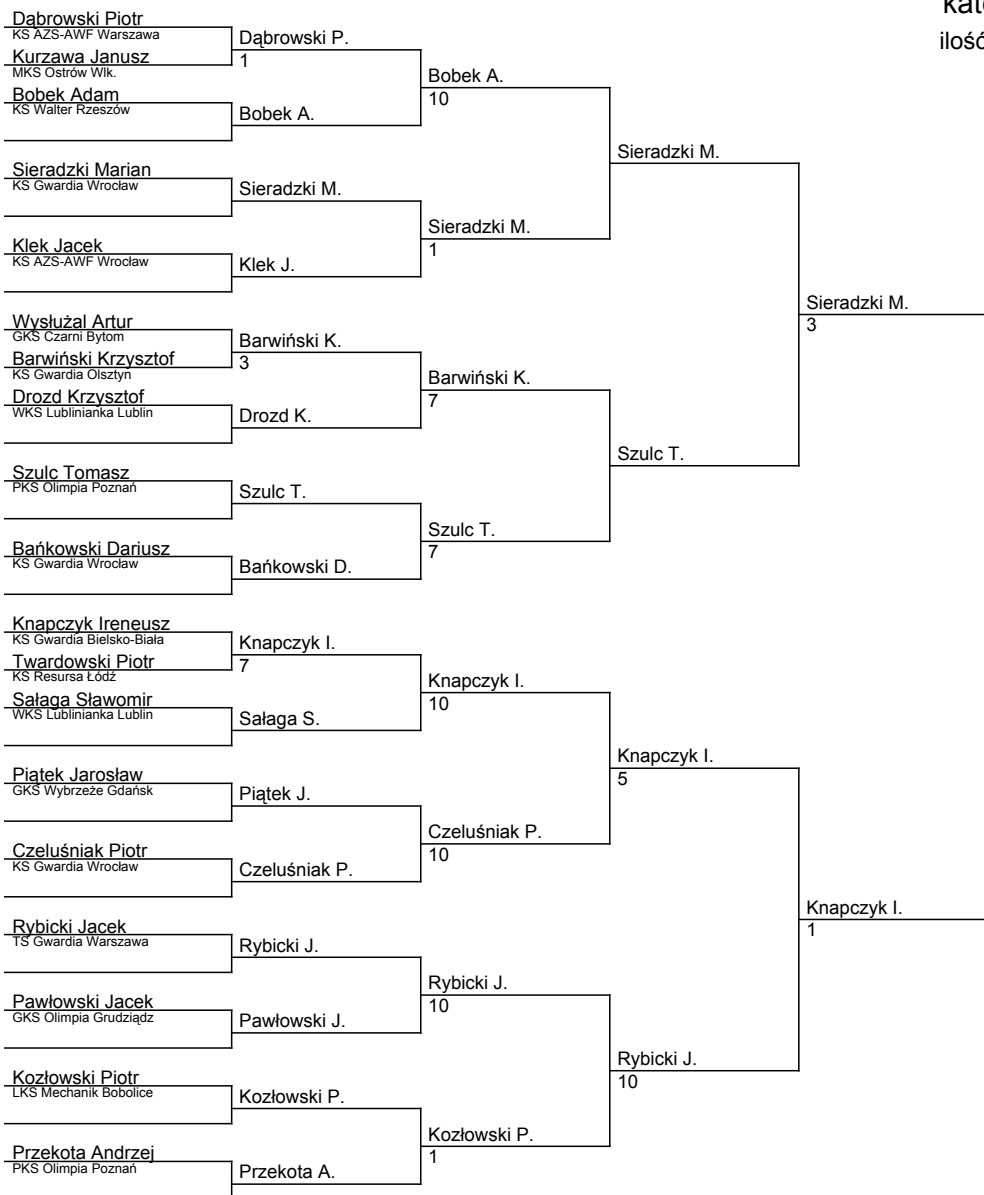 kate
ilość
Dąbrowski Piotr
KS AZS-AWF Warszawa
Kurzawa Janusz
MKS Ostrów Wlk.
Bobek Adam
KS Walter Rzeszów
Sieradzki Marian
KS Gwardia Wrocław
Klek Jacek
KS AZS-AWF Wrocław
Wysłużal Artur
GKS Czarni Bytom
Barwiński Krzysztof
KS Gwardia Olsztyn
Drozd Krzysztof
WKS Lublinianka Lublin
Szulc Tomasz
PKS Olimpia Poznań
Bańkowski Dariusz
KS Gwardia Wrocław
Knapczyk Ireneusz
KS Gwardia Bielsko-Biała
Twardowski Piotr
KS Resursa Łódź
Sałaga Sławomir
WKS Lublinianka Lublin
Piątek Jarosław
GKS Wybrzeże Gdańsk
Czeluśniak Piotr
KS Gwardia Wrocław
Rybicki Jacek
TS Gwardia Warszawa
Pawłowski Jacek
GKS Olimpia Grudziądz
Kozłowski Piotr
LKS Mechanik Bobolice
Przekota Andrzej
PKS Olimpia Poznań
Dąbrowski P.
1
Bobek A.
Sieradzki M.
Klek J.
Barwiński K.
3
Drozd K.
Szulc T.
Bańkowski D.
Knapczyk I.
7
Sałaga S.
Piątek J.
Czeluśniak P.
Rybicki J.
Pawłowski J.
Kozłowski P.
Przekota A.
Bobek A.
10
Sieradzki M.
1
Barwiński K.
7
Szulc T.
7
Knapczyk I.
10
Czeluśniak P.
10
Rybicki J.
10
Kozłowski P.
1
Sieradzki M.
Szulc T.
Knapczyk I.
5
Rybicki J.
10
Sieradzki M.
3
Knapczyk I.
1